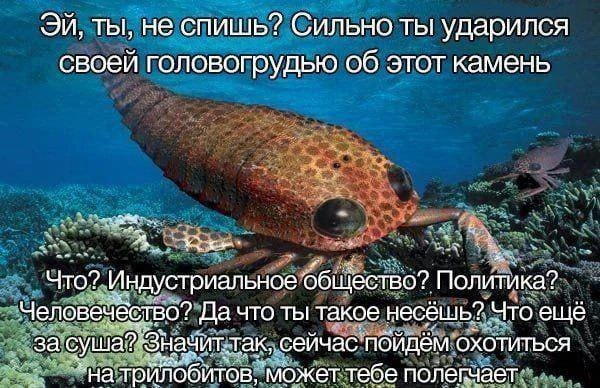 Эй, ты, не спишь? Сильно ты ударился
своей головогрудью об этот камень
Что? Индустриальное общество? Политика?
Человечество? Да что ты такое несёшь? Что ещё
за суша? Значит так, сейчас пойдём охотиться
на трилобитов, может тебе полегчает